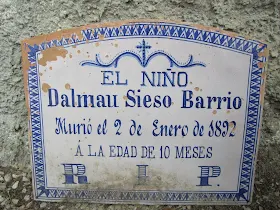 EL NIÑO
Dalmau Sieso Barrio
Murió el 2 de Enero de 1892
Á LA EDAD DE 10 MESES
R I P.